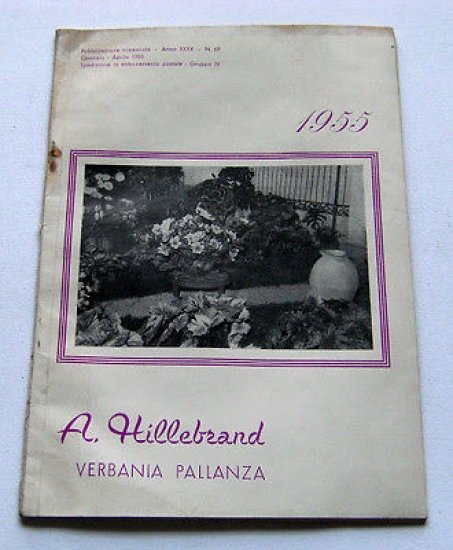 Pubblicazione trimestrale - Anno XXIX - N. 69
Gennaio - Aprile 1955
Spedizione in abbonamento postale - Gruppo IV
1955
A. Hillebrand
VERBANIA PALLANZA